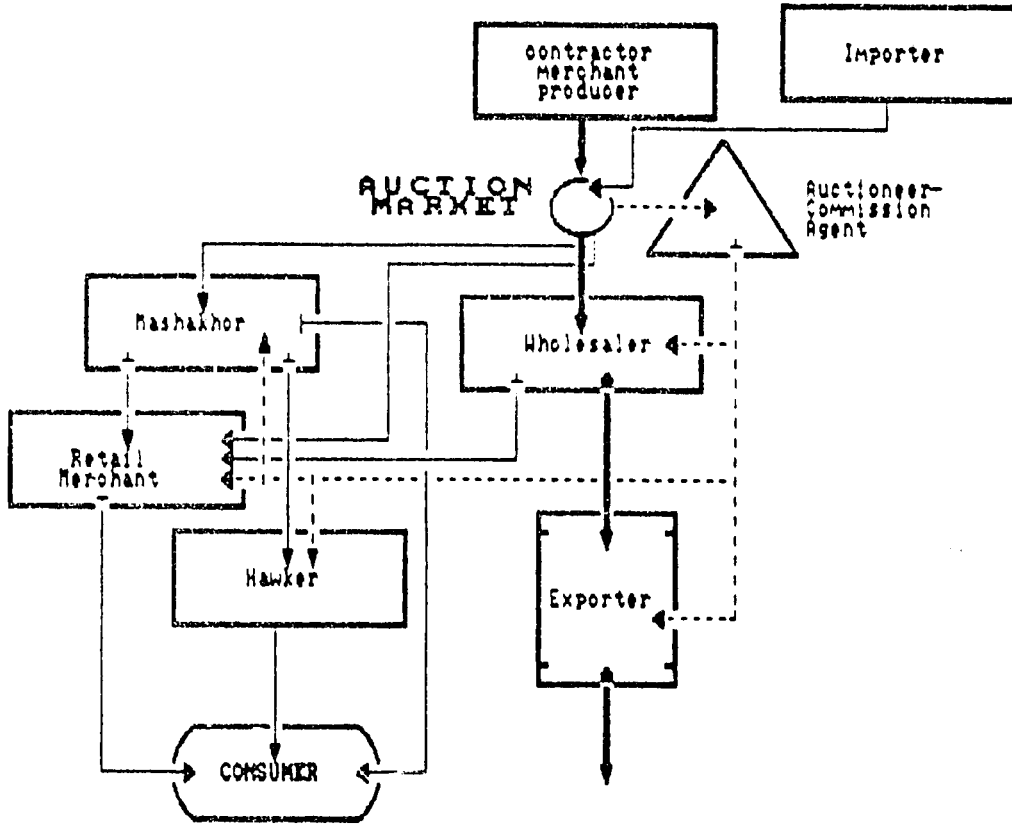 contractor
merchant
producer
Importer
AUCTION
MARKET
Auctioneer-
Commission
Agent
Mashakhor
Wholesaler
Retail
Merchant
Hawker
Exporter
CONSUMER